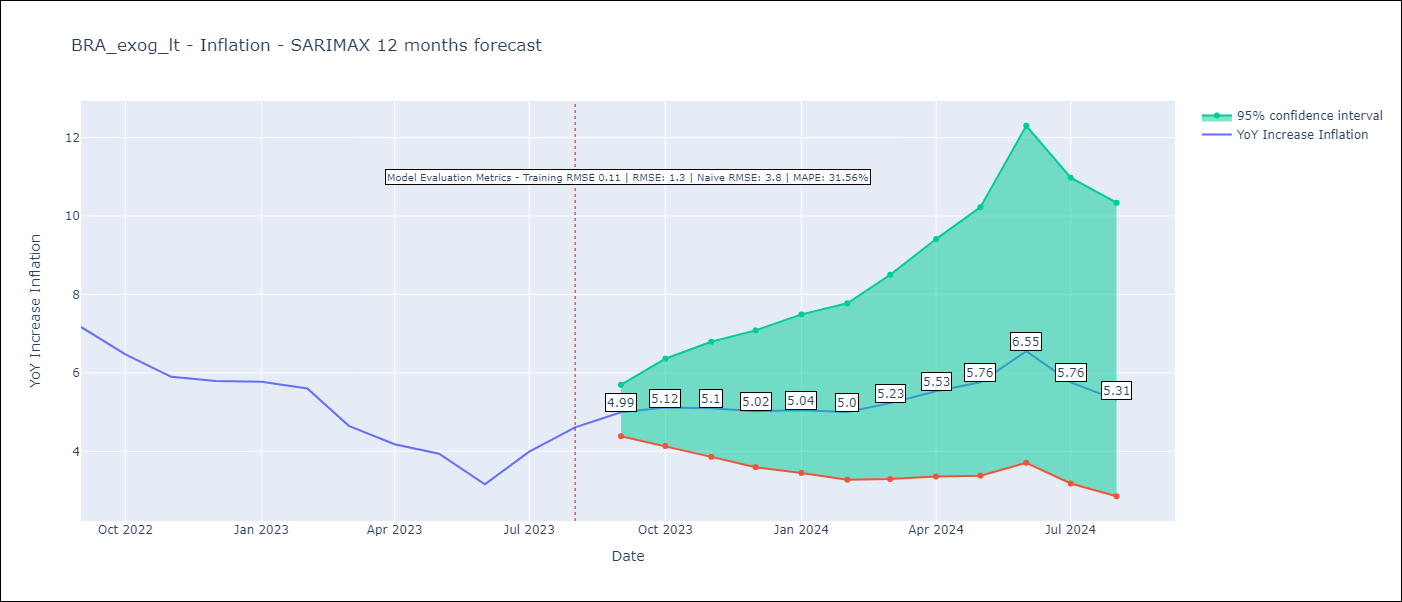 BRA_exog_lt - Inflation - SARIMAX 12 months forecast
95% confidence interval
YoY Increase Inflation
Model Evaluation Metrics - Training RMSE 0.11 | RMSE: 1.3 | Naive RMSE: 3.8 | MAPE: 31.56%
YoY Increase Inflation
12
10
8
6
4
4.99
5.12
5.1
5.02
5.04
5.0
5.23
5.53
5.76
6.55
5.76
5.31
Oct 2022
Jan 2023
Apr 2023
Jul 2023
Oct 2023
Jan 2024
Apr 2024
Jul 2024
Date